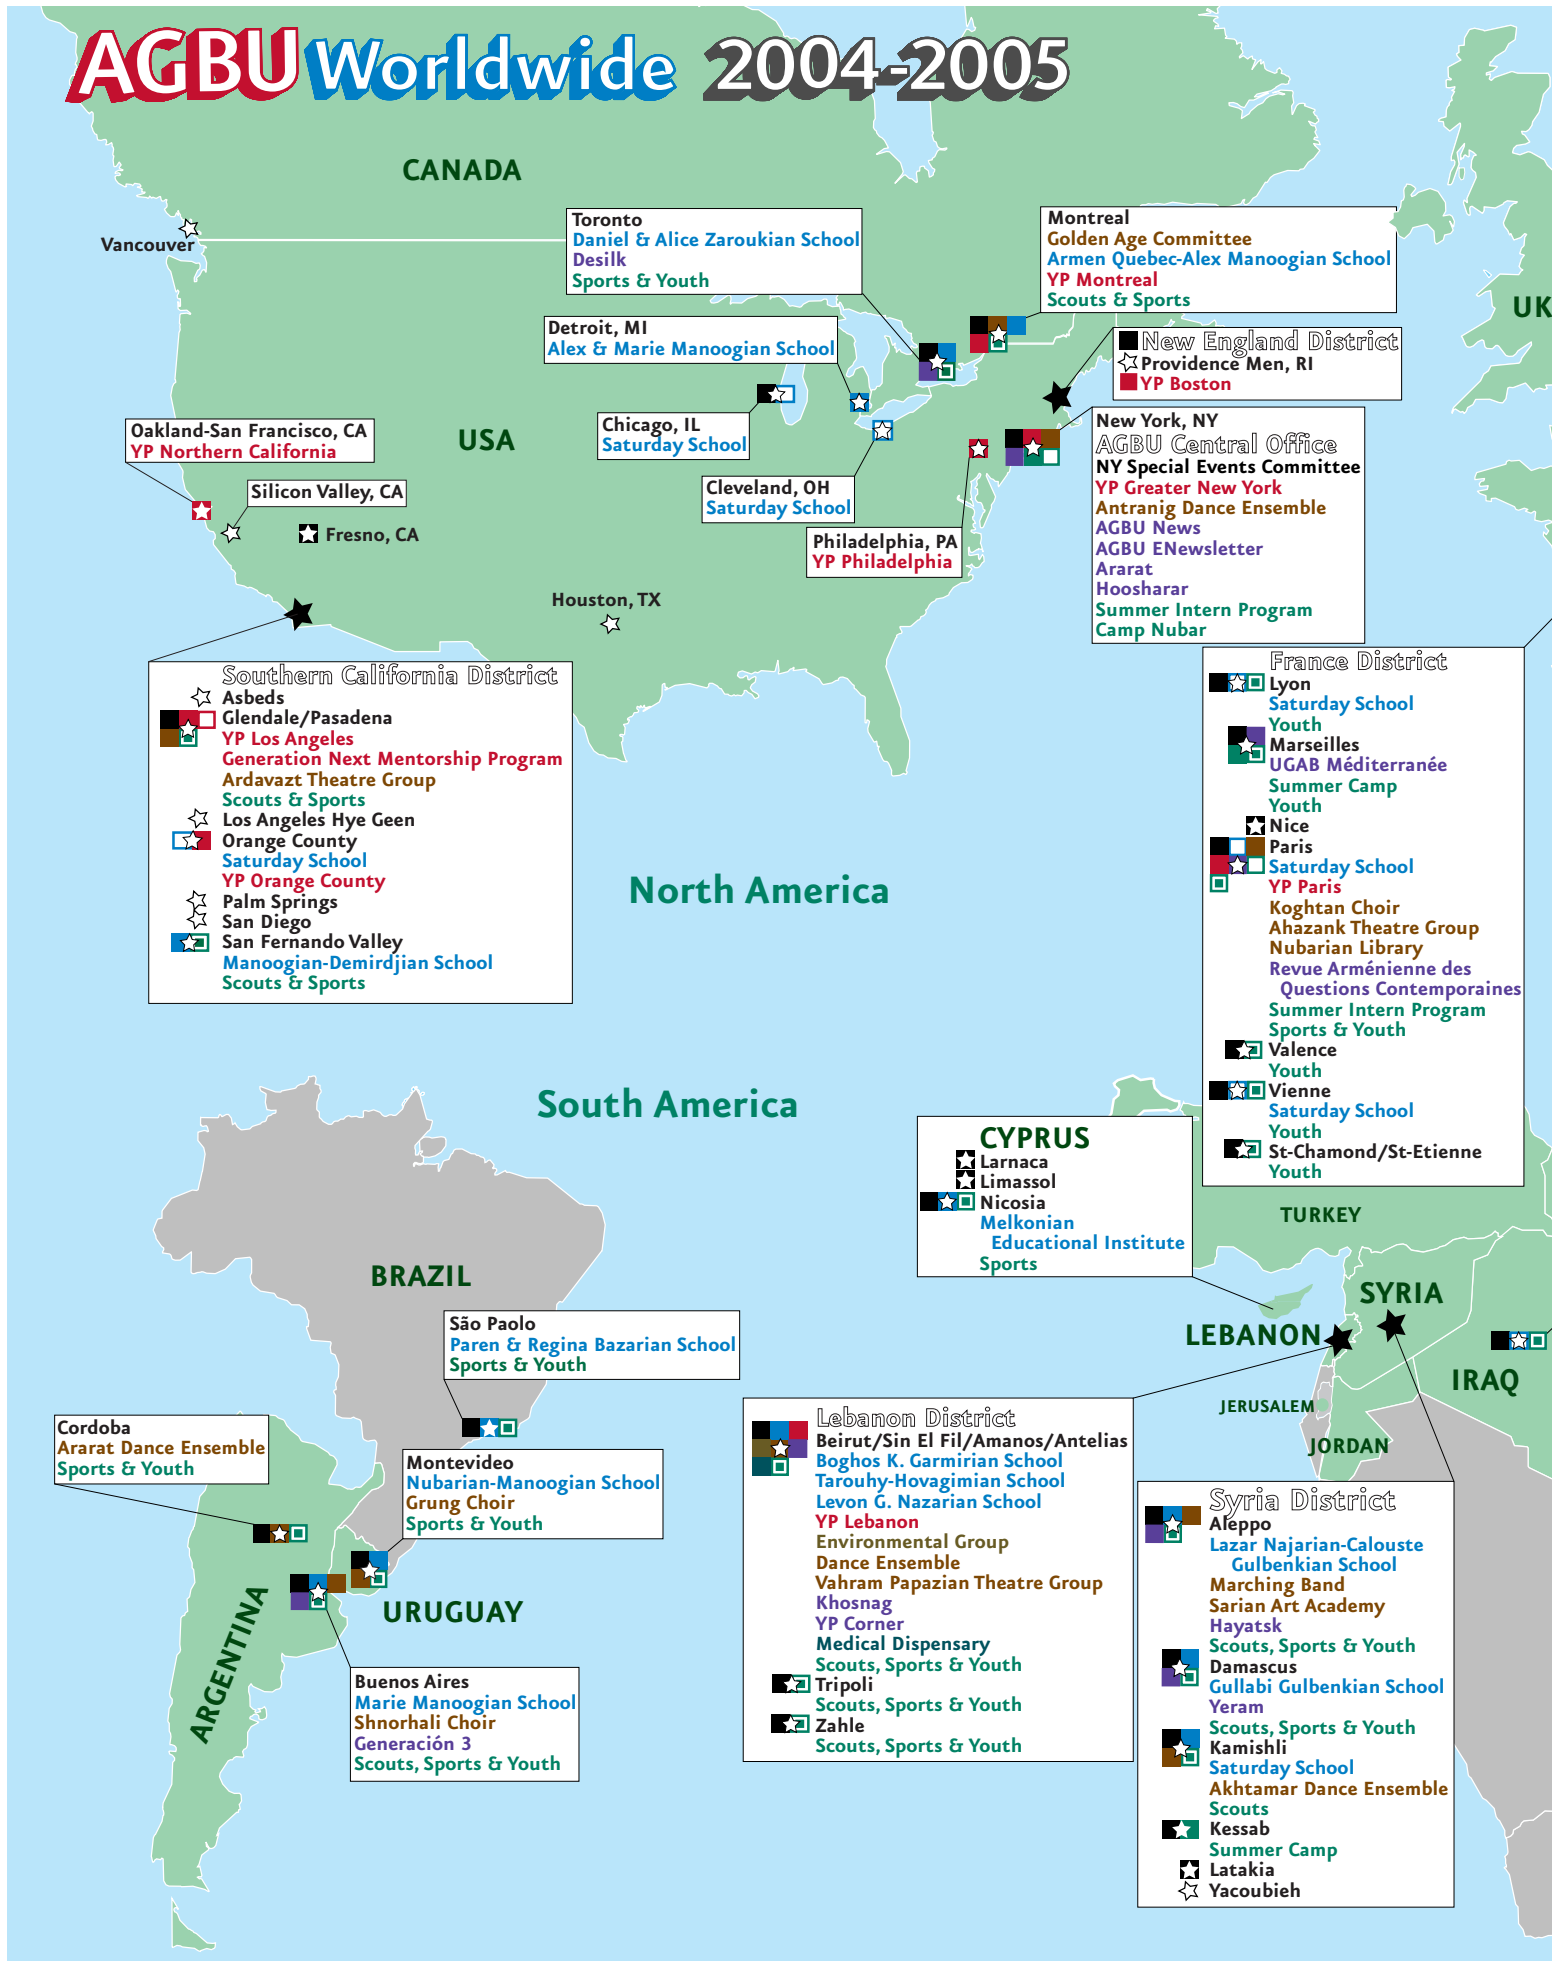 AGBU Worldwide 2004-2005
CANADA
Vancouver
Toronto
Daniel & Alice Zaroukian School
Desilk
Sports & Youth
Montreal
Golden Age Committee
Armen Quebec-Alex Manoogian School
YP Montreal
Scouts & Sports
UK
Detroit, MI
Alex & Marie Manoogian School
New England District
Providence Men, RI
YP Boston
Chicago, IL
Saturday School
Oakland-San Francisco, CA
YP Northern California
USA
New York, NY
AGBU Central Office
NY Special Events Committee
YP Greater New York
Antranig Dance Ensemble
AGBU News
AGBU ENewsletter
Ararat
Hoosharar
Summer Intern Program
Camp Nubar
Silicon Valley, CA
Fresno, CA
Cleveland, OH
Saturday School
Philadelphia, PA
YP Philadelphia
Houston, TX
Southern California District
Asbeds
Glendale/Pasadena
YP Los Angeles
Generation Next Mentorship Program
Ardavazt Theatre Group
Scouts & Sports
Los Angeles Hye Geen
Orange County
Saturday School
YP Orange County
Palm Springs
San Diego
San Fernando Valley
Manoogian-Demirdjian School
Scouts & Sports
France District
Lyon
Saturday School
Youth
Marseilles
UGAB Méditerranée
Summer Camp
Youth
Nice
Paris
Saturday School
YP Paris
Koghtan Choir
Ahazank Theatre Group
Nubarian Library
Revue Arménienne des
Questions Contemporaines
Summer Intern Program
Sports & Youth
Valence
Youth
Vienne
Saturday School
Youth
St-Chamond/St-Etienne
Youth
North America
South America
CYPRUS
Larnaca
Limassol
Nicosia
Melkonian
Educational Institute
Sports
TURKEY
SYRIA
LEBANON
IRAQ
JERUSALEM
JORDAN
BRAZIL
São Paolo
Paren & Regina Bazarian School
Sports & Youth
Cordoba
Ararat Dance Ensemble
Sports & Youth
Montevideo
Nubarian-Manoogian School
Grung Choir
Sports & Youth
ARGENTINA
URUGUAY
Buenos Aires
Marie Manoogian School
Shnorhali Choir
Generación 3
Scouts, Sports & Youth
Lebanon District
Beirut/Sin El Fil/Amanos/Antelias
Boghos K. Garmirian School
Tarouhy-Hovagimian School
Levon G. Nazarian School
YP Lebanon
Environmental Group
Dance Ensemble
Vahram Papazian Theatre Group
Khosnag
YP Corner
Medical Dispensary
Scouts, Sports & Youth
Tripoli
Scouts, Sports & Youth
Zahle
Scouts, Sports & Youth
Syria District
Aleppo
Lazar Najarian-Calouste
Gulbenkian School
Marching Band
Sarian Art Academy
Hayatsk
Scouts, Sports & Youth
Damascus
Gullabi Gulbenkian School
Yeram
Scouts, Sports & Youth
Kamishli
Saturday School
Akhtamar Dance Ensemble
Scouts
Kessab
Summer Camp
Latakia
Yacoubieh